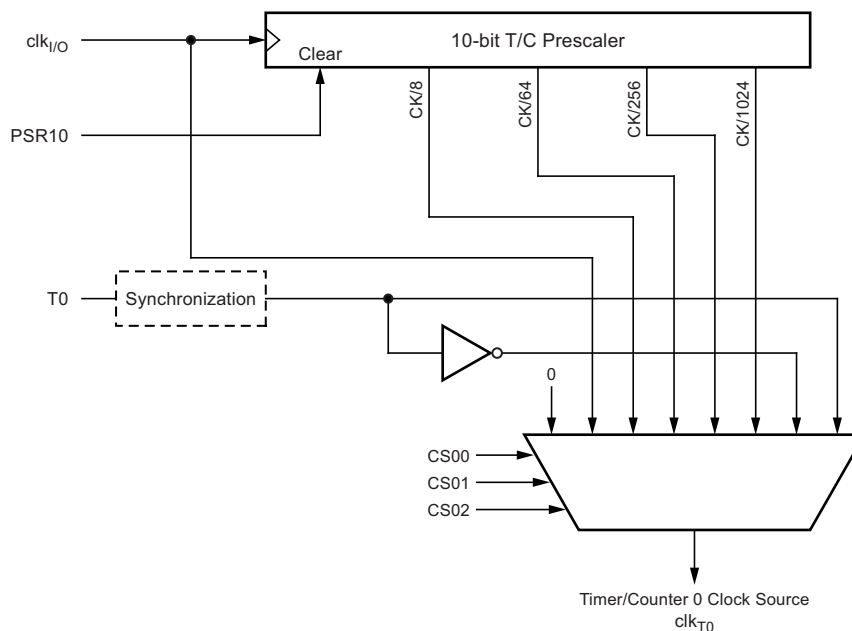 clkI/O
10-bit T/C Prescaler
Clear
CK/8
CK/64
CK/256
CK/1024
PSR10
T0
Synchronization
0
CS00
CS01
CS02
Timer/Counter 0 Clock Source
clkT0